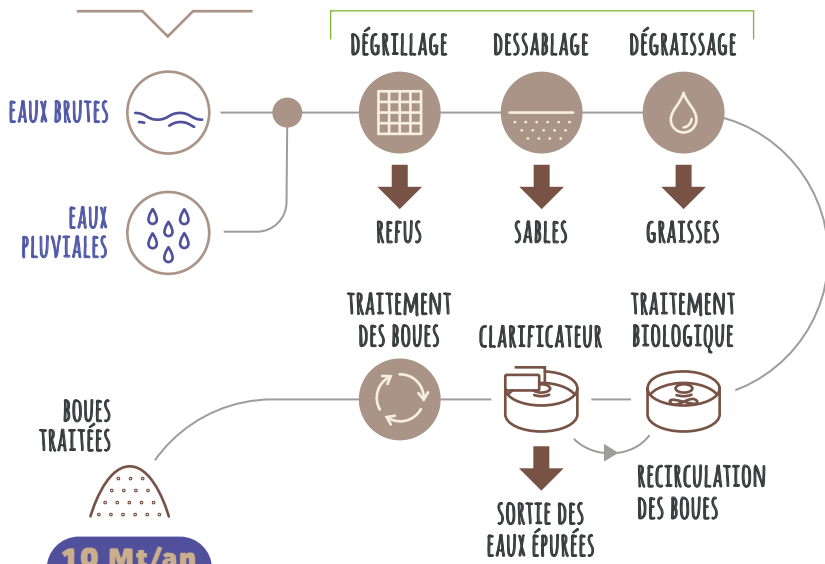 DÉGRILLAGE
DESSABLAGE
DÉGRAISSAGE
EAUX BRUTES
EAUX
PLUVIALES
REFUS
SABLES
GRAISSES
TRAITEMENT
DES BOUES
CLARIFICATEUR
TRAITEMENT
BIOLOGIQUE
BOUES
TRAITÉES
RECIRCULATION
DES BOUES
SORTIE DES
EAUX ÉPURÉES
10 Mt/an